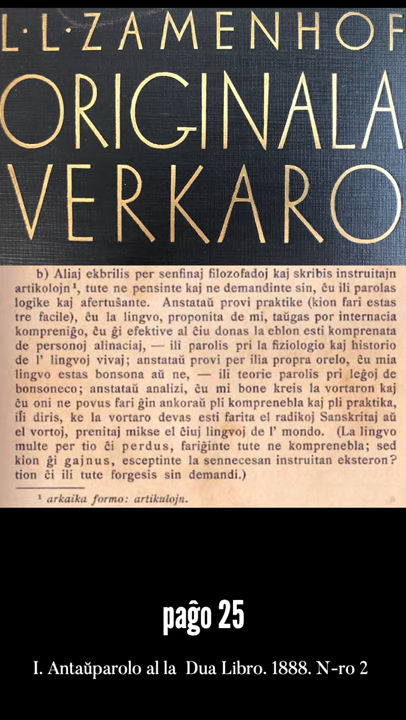 L·L·ZAMENHOF
ORIGINALA
VERKARO
b) Aliaj ekbrilis per senfinaj filozofadoj kaj skribis instruitajn
artikolojn¹, tute ne pensinte kaj ne demandinte sin, ĉu ili parolas
logike kaj afertuŝante. Anstataŭ provi praktike (kion fari estas
tre facile), ĉu la lingvo, proponita de mi, taŭgas por internacia
kompreniĝo, ĉu ĝi efektive al ĉiu donas la eblon esti komprenata
de personoj alinaciaj, — ili parolis pri la fiziologio kaj historio
de l' lingvoj vivaj; anstataŭ provi per ilia propra orelo, ĉu mia
lingvo estas bonsona aŭ ne, — ili teorie parolis pri leĝoj de
bonsoneco; anstataŭ analizi, ĉu mi bone kreis la vortaron kaj
ĉu oni ne povus fari ĝin ankoraŭ pli komprenebla kaj pli praktika,
ili diris, ke la vortaro devas esti farita el radikoj Sanskritaj aŭ
el vortoj, prenitaj mikse el ĉiuj lingvoj de l' mondo. (La lingvo
multe per tio ĉi perdus, fariĝinte tute ne komprenebla; sed
kion ĝi gajnus, esceptinte la sennecesan instruitan eksteron?
tion ĉi ili tute forgesis sin demandi.)
¹ arkaika formo: artikulojn.
paĝo 25
I. Antaŭparolo al la Dua Libro. 1888. N-ro 2